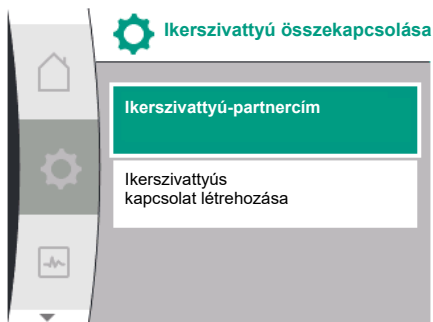 Ikerszivattyú összekapcsolása
Ikerszivattyú-partnercím
Ikerszivattyús
kapcsolat létrehozása